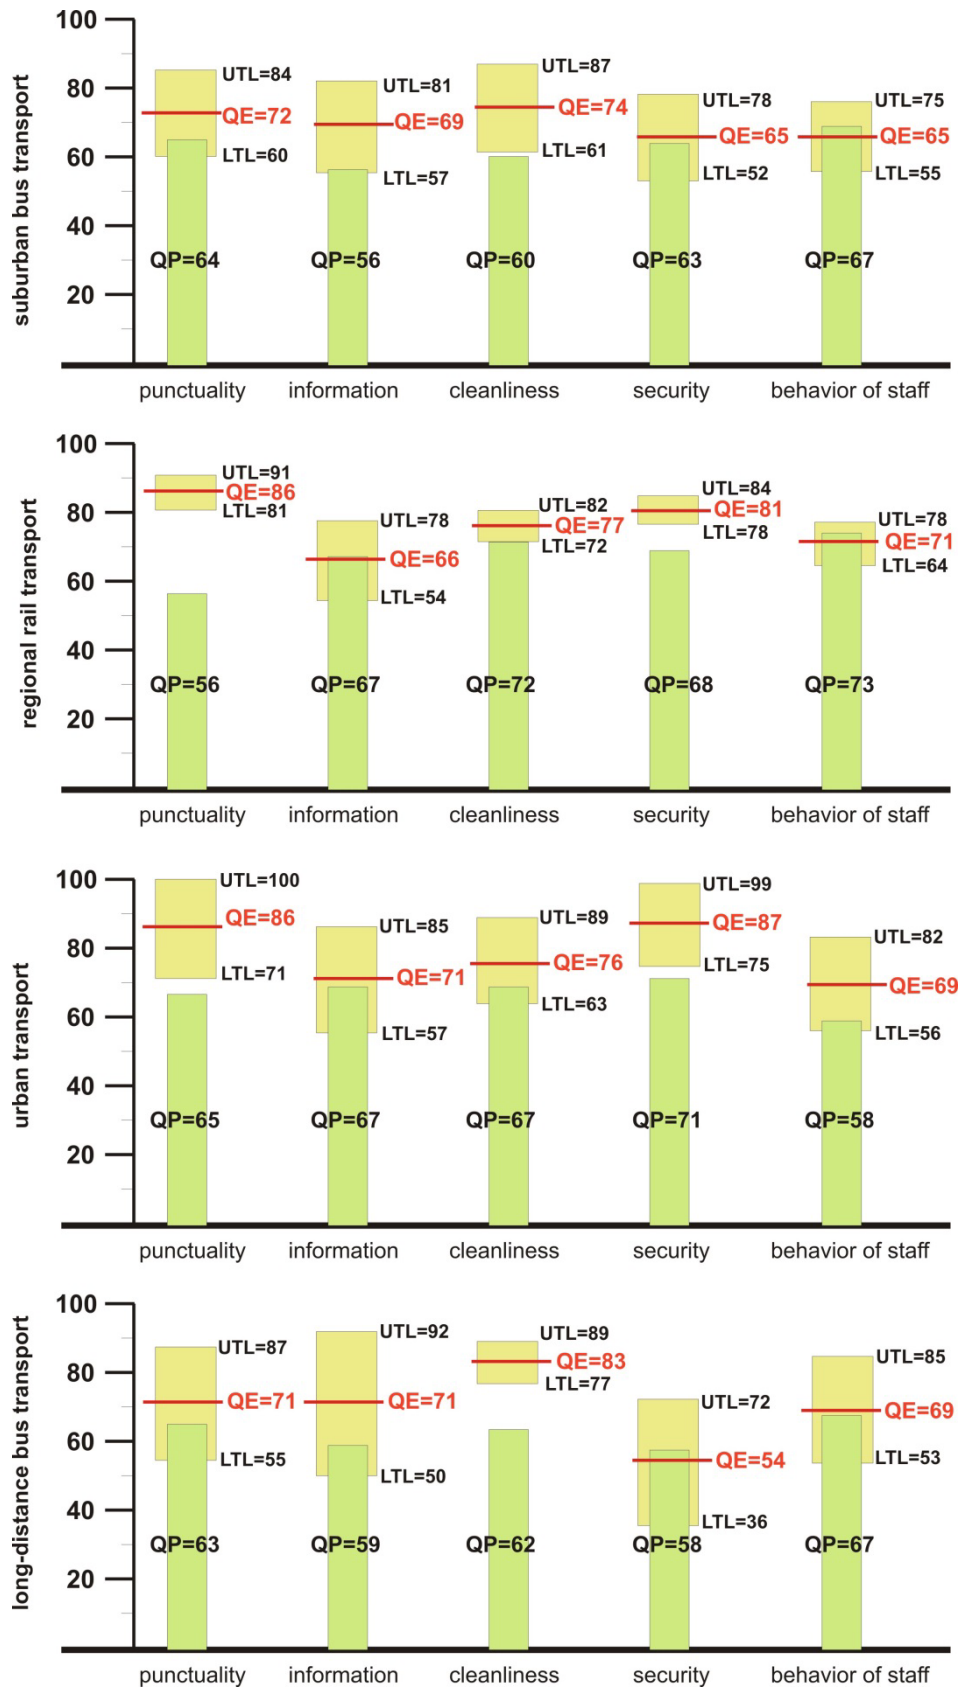 suburban bus transport
100
80
60
40
20
UTL=84
QE=72
LTL=60
QP=64
UTL=81
QE=69
LTL=57
QP=56
UTL=87
QE=74
LTL=61
QP=60
UTL=78
QE=65
LTL=52
QP=63
UTL=75
QE=65
LTL=55
QP=67
punctuality
information
cleanliness
security
behavior of staff
regional rail transport
100
80
60
40
20
UTL=91
QE=86
LTL=81
QP=56
UTL=78
QE=66
LTL=54
QP=67
UTL=82
QE=77
LTL=72
QP=72
UTL=84
QE=81
LTL=78
QP=68
UTL=78
QE=71
LTL=64
QP=73
punctuality
information
cleanliness
security
behavior of staff
urban transport
100
80
60
40
20
UTL=100
QE=86
LTL=71
QP=65
UTL=85
QE=71
LTL=57
QP=67
UTL=89
QE=76
LTL=63
QP=67
UTL=99
QE=87
LTL=75
QP=71
UTL=82
QE=69
LTL=56
QP=58
punctuality
information
cleanliness
security
behavior of staff
long-distance bus transport
100
80
60
40
20
UTL=87
QE=71
LTL=55
QP=63
UTL=92
QE=71
LTL=50
QP=59
UTL=89
QE=83
LTL=77
QP=62
UTL=72
QE=54
LTL=36
QP=58
UTL=85
QE=69
LTL=53
QP=67
punctuality
information
cleanliness
security
behavior of staff